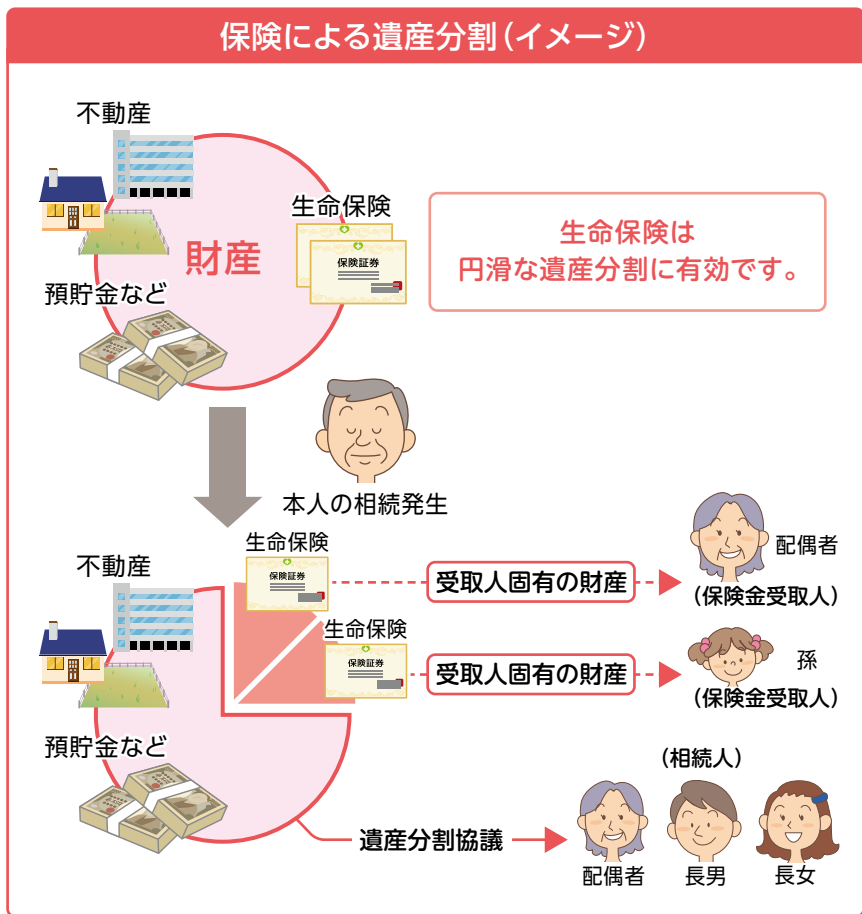 保険による遺産分割(イメージ)
不動産
生命保険
保険証券
財産
預貯金など
生命保険は
円滑な遺産分割に有効です。
本人の相続発生
生命保険
保険証券
受取人固有の財産
配偶者
(保険金受取人)
不動産
生命保険
保険証券
受取人固有の財産
孫
(保険金受取人)
預貯金など
(相続人)
遺産分割協議
配偶者
長男
長女